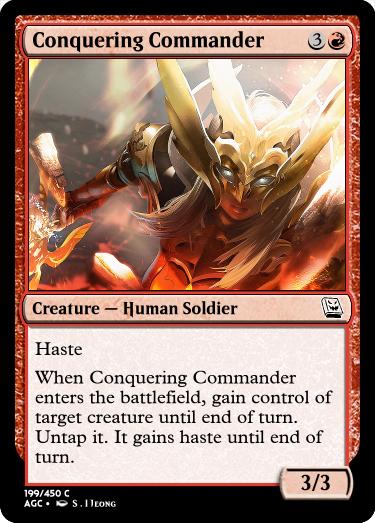 Conquering Commander 3
Creature — Human Soldier
Haste
When Conquering Commander
enters the battlefield, gain control of
target creature until end of turn.
Untap it. It gains haste until end of
turn.
3/3
199/450 C
AGC •